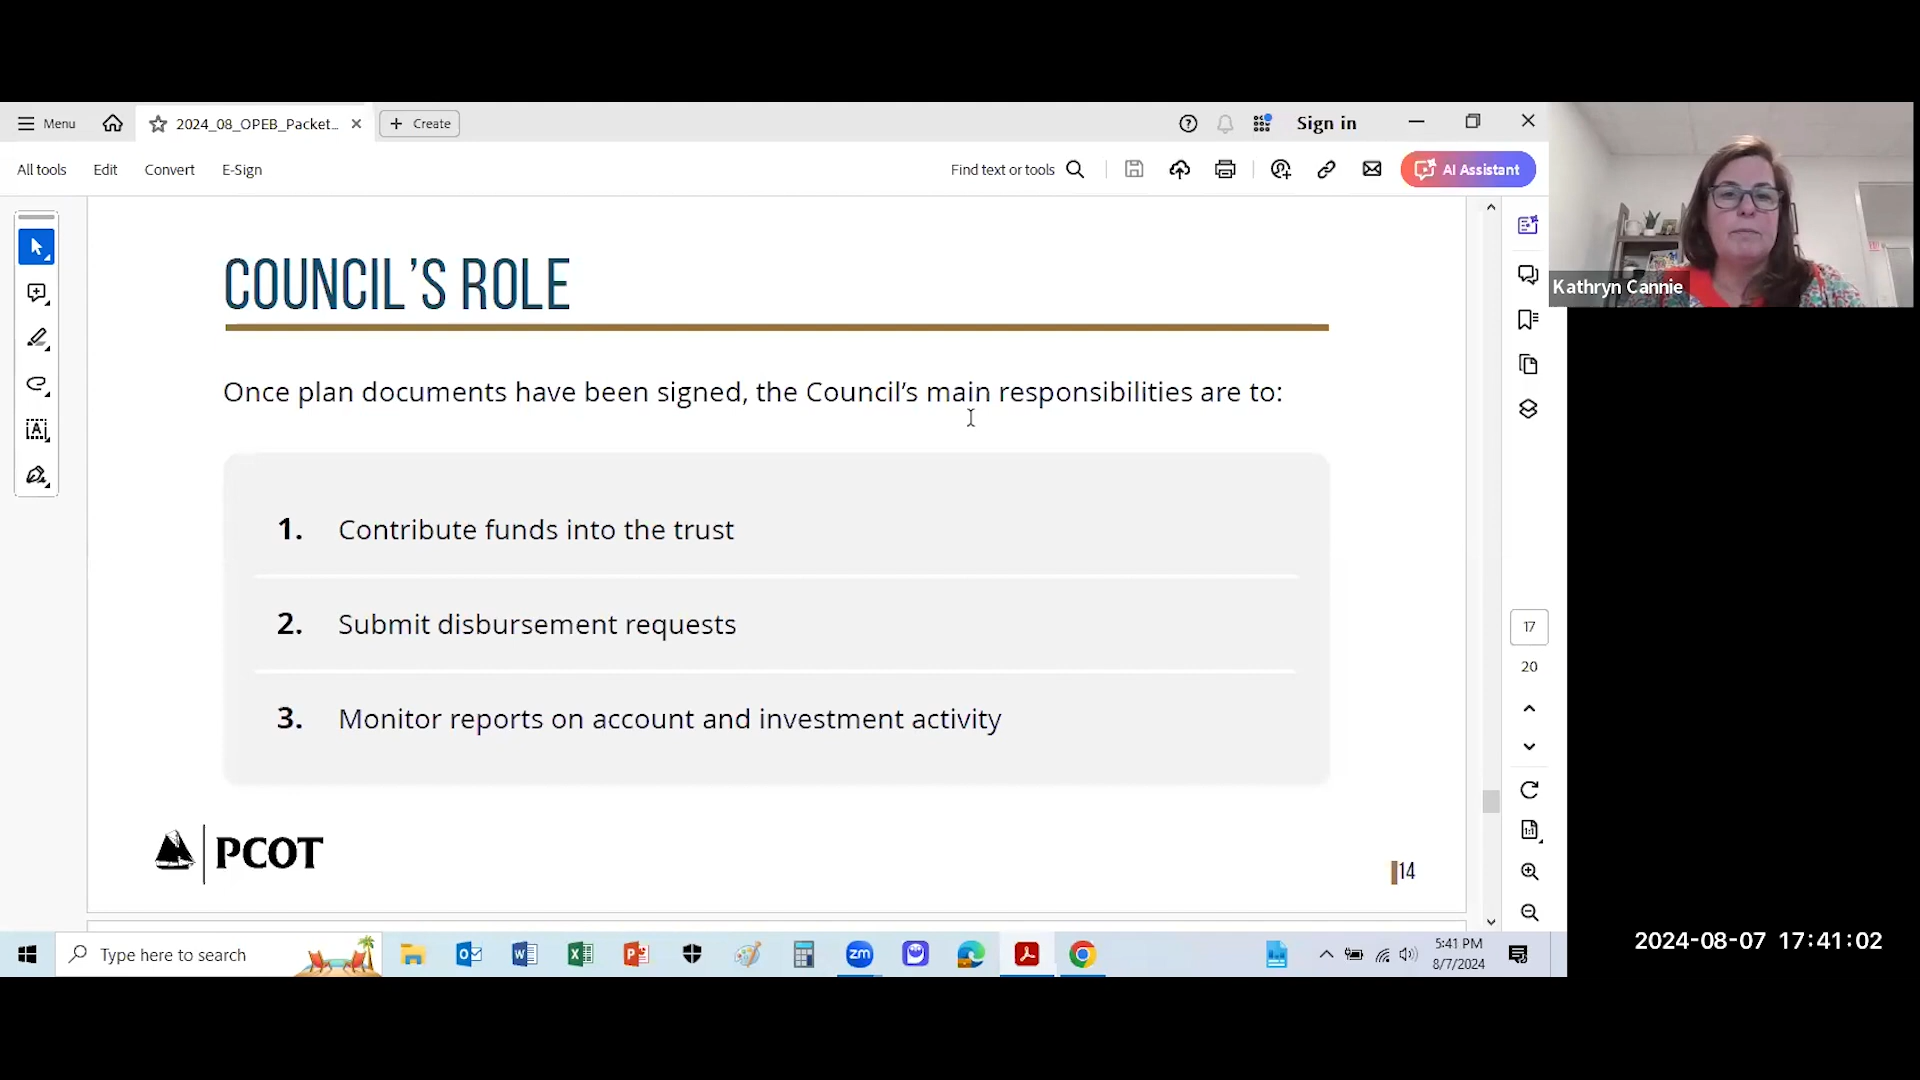 Menu
2024_08_OPEB_Packet...
Create
Sign in
All tools
Edit
Convert
E-Sign
Find text or tools
AI Assistant
COUNCIL'S ROLE
Once plan documents have been signed, the Council's main responsibilities are to:
1. Contribute funds into the trust
2. Submit disbursement requests
3. Monitor reports on account and investment activity
PCOT
14
17
20
Kathryn Cannie
Type here to search
zm
5:41 PM
8/7/2024
2024-08-07 17:41:02